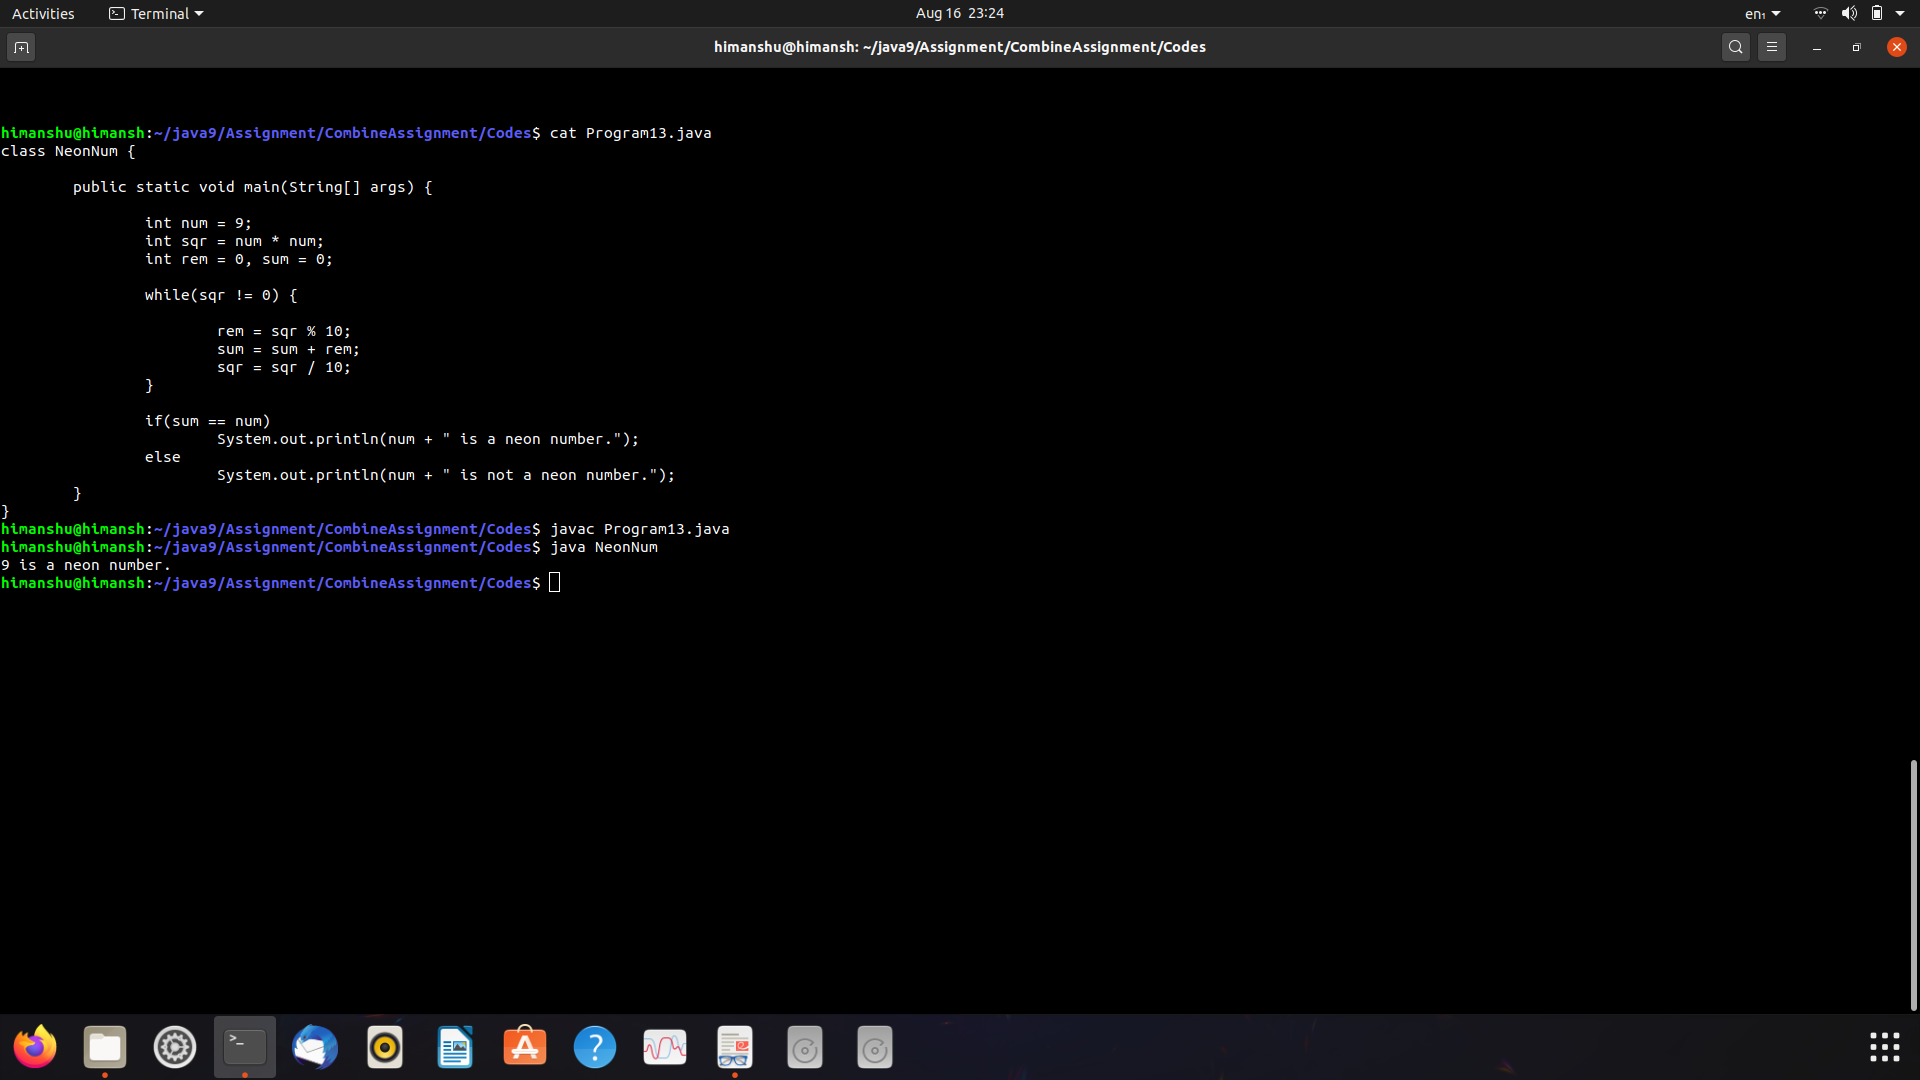 Activities
Terminal
Aug 16 23:24
en₁
himanshu@himansh: ~/java9/Assignment/CombineAssignment/Codes
himanshu@himansh:~/java9/Assignment/CombineAssignment/Codes$ cat Program13.java
class NeonNum {
        public static void main(String[] args) {
                int num = 9;
                int sqr = num * num;
                int rem = 0, sum = 0;
                while(sqr != 0) {
                        rem = sqr % 10;
                        sum = sum + rem;
                        sqr = sqr / 10;
                }
                if(sum == num)
                        System.out.println(num + " is a neon number.");
                else
                        System.out.println(num + " is not a neon number.");
        }
}
himanshu@himansh:~/java9/Assignment/CombineAssignment/Codes$ javac Program13.java
himanshu@himansh:~/java9/Assignment/CombineAssignment/Codes$ java NeonNum
9 is a neon number.
himanshu@himansh:~/java9/Assignment/CombineAssignment/Codes$